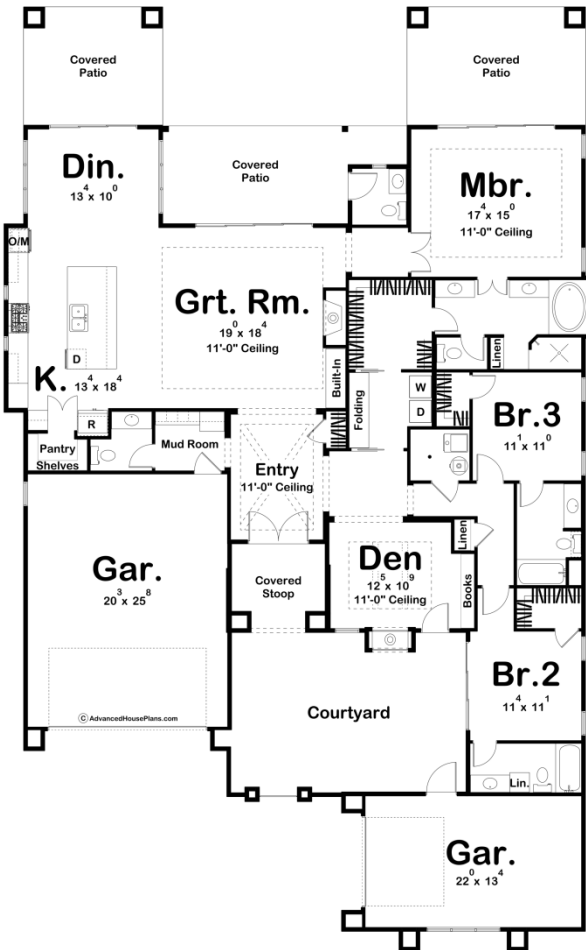 Covered
Patio
Covered
Patio
Din.
13⁴ x 10⁰
Covered
Patio
Mbr.
17⁴ x 15⁰
11'-0" Ceiling
O/M
Grt. Rm.
19⁰ x 18⁴
11'-0" Ceiling
D
K. 13⁴ x 18⁴
Linen
Built-In
Folding
W
D
R
Br.3
11¹ x 11⁰
Pantry
Shelves
Mud Room
Entry
11'-0" Ceiling
Linen
Gar.
20³ x 25⁸
Covered
Stoop
Den
12⁵ x 10⁹
11'-0" Ceiling
Books
Br.2
11⁴ x 11¹
Courtyard
© AdvancedHousePlans.com
Lin.
Gar.
22⁰ x 13⁴